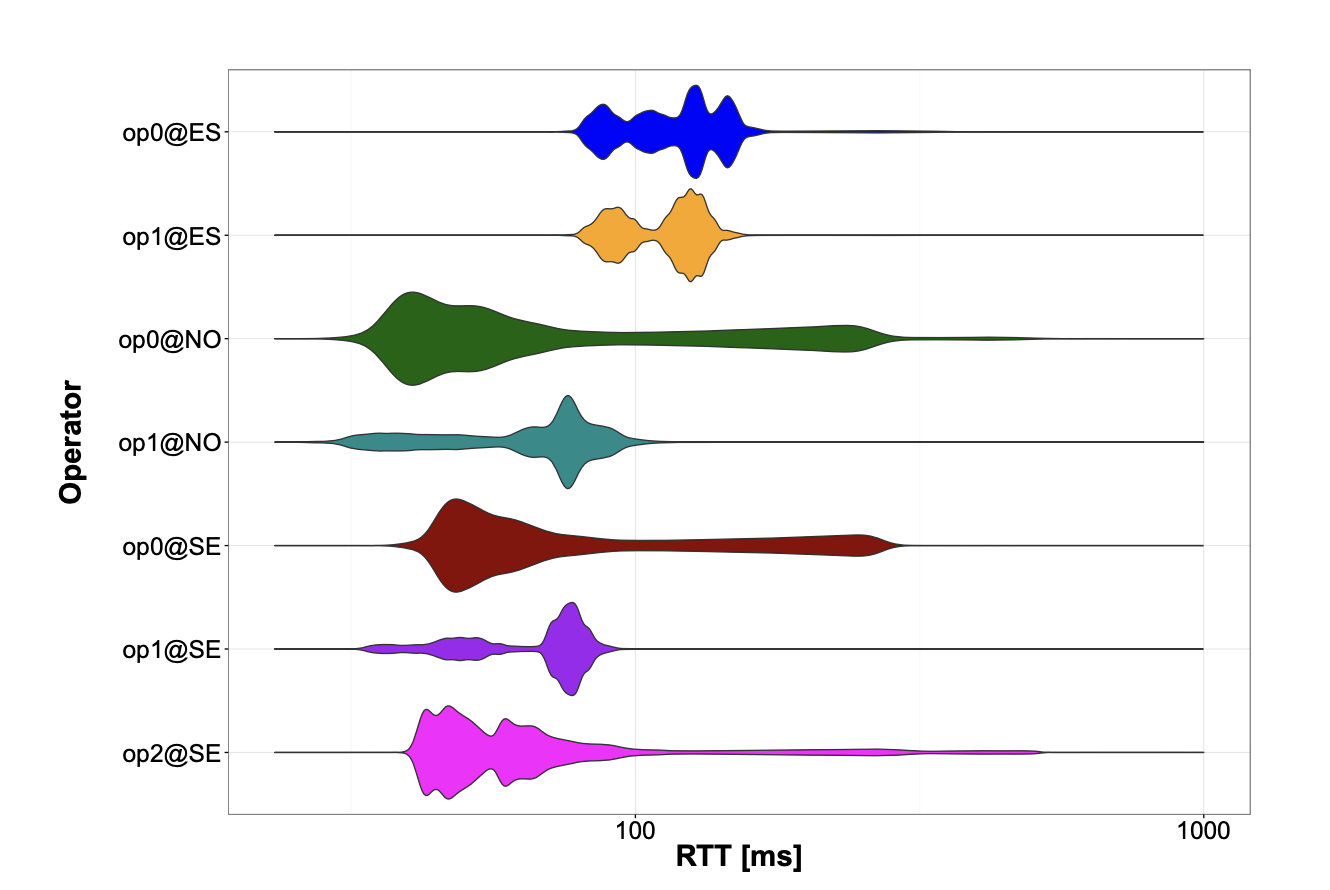 op0@ES
op1@ES
op0@NO
op1@NO
op0@SE
op1@SE
op2@SE
Operator
100
1000
RTT [ms]